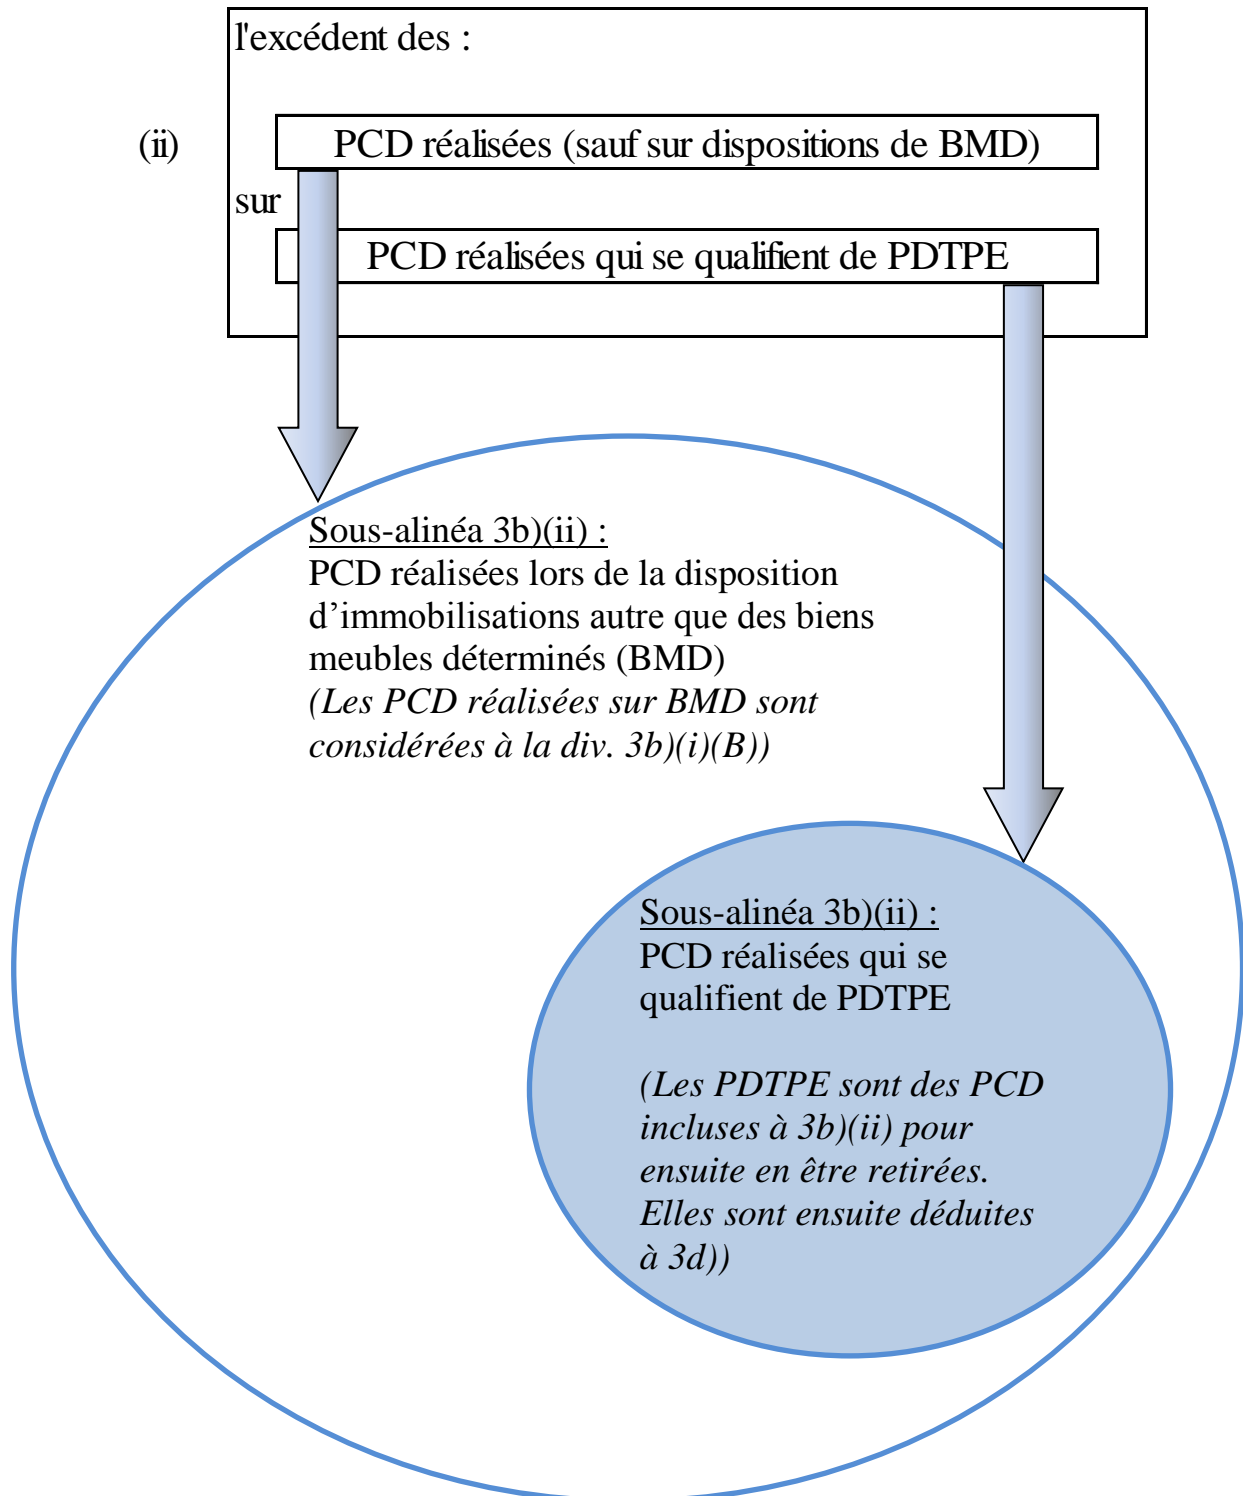 l'excédent des :
(ii)
PCD réalisées (sauf sur dispositions de BMD)
sur
PCD réalisées qui se qualifient de PDTPE
Sous-alinéa 3b)(ii) :
PCD réalisées lors de la disposition
d’immobilisations autre que des biens
meubles déterminés (BMD)
(Les PCD réalisées sur BMD sont
considérées à la div. 3b)(i)(B))
Sous-alinéa 3b)(ii) :
PCD réalisées qui se
qualifient de PDTPE
(Les PDTPE sont des PCD
incluses à 3b)(ii) pour
ensuite en être retirées.
Elles sont ensuite déduites
à 3d))